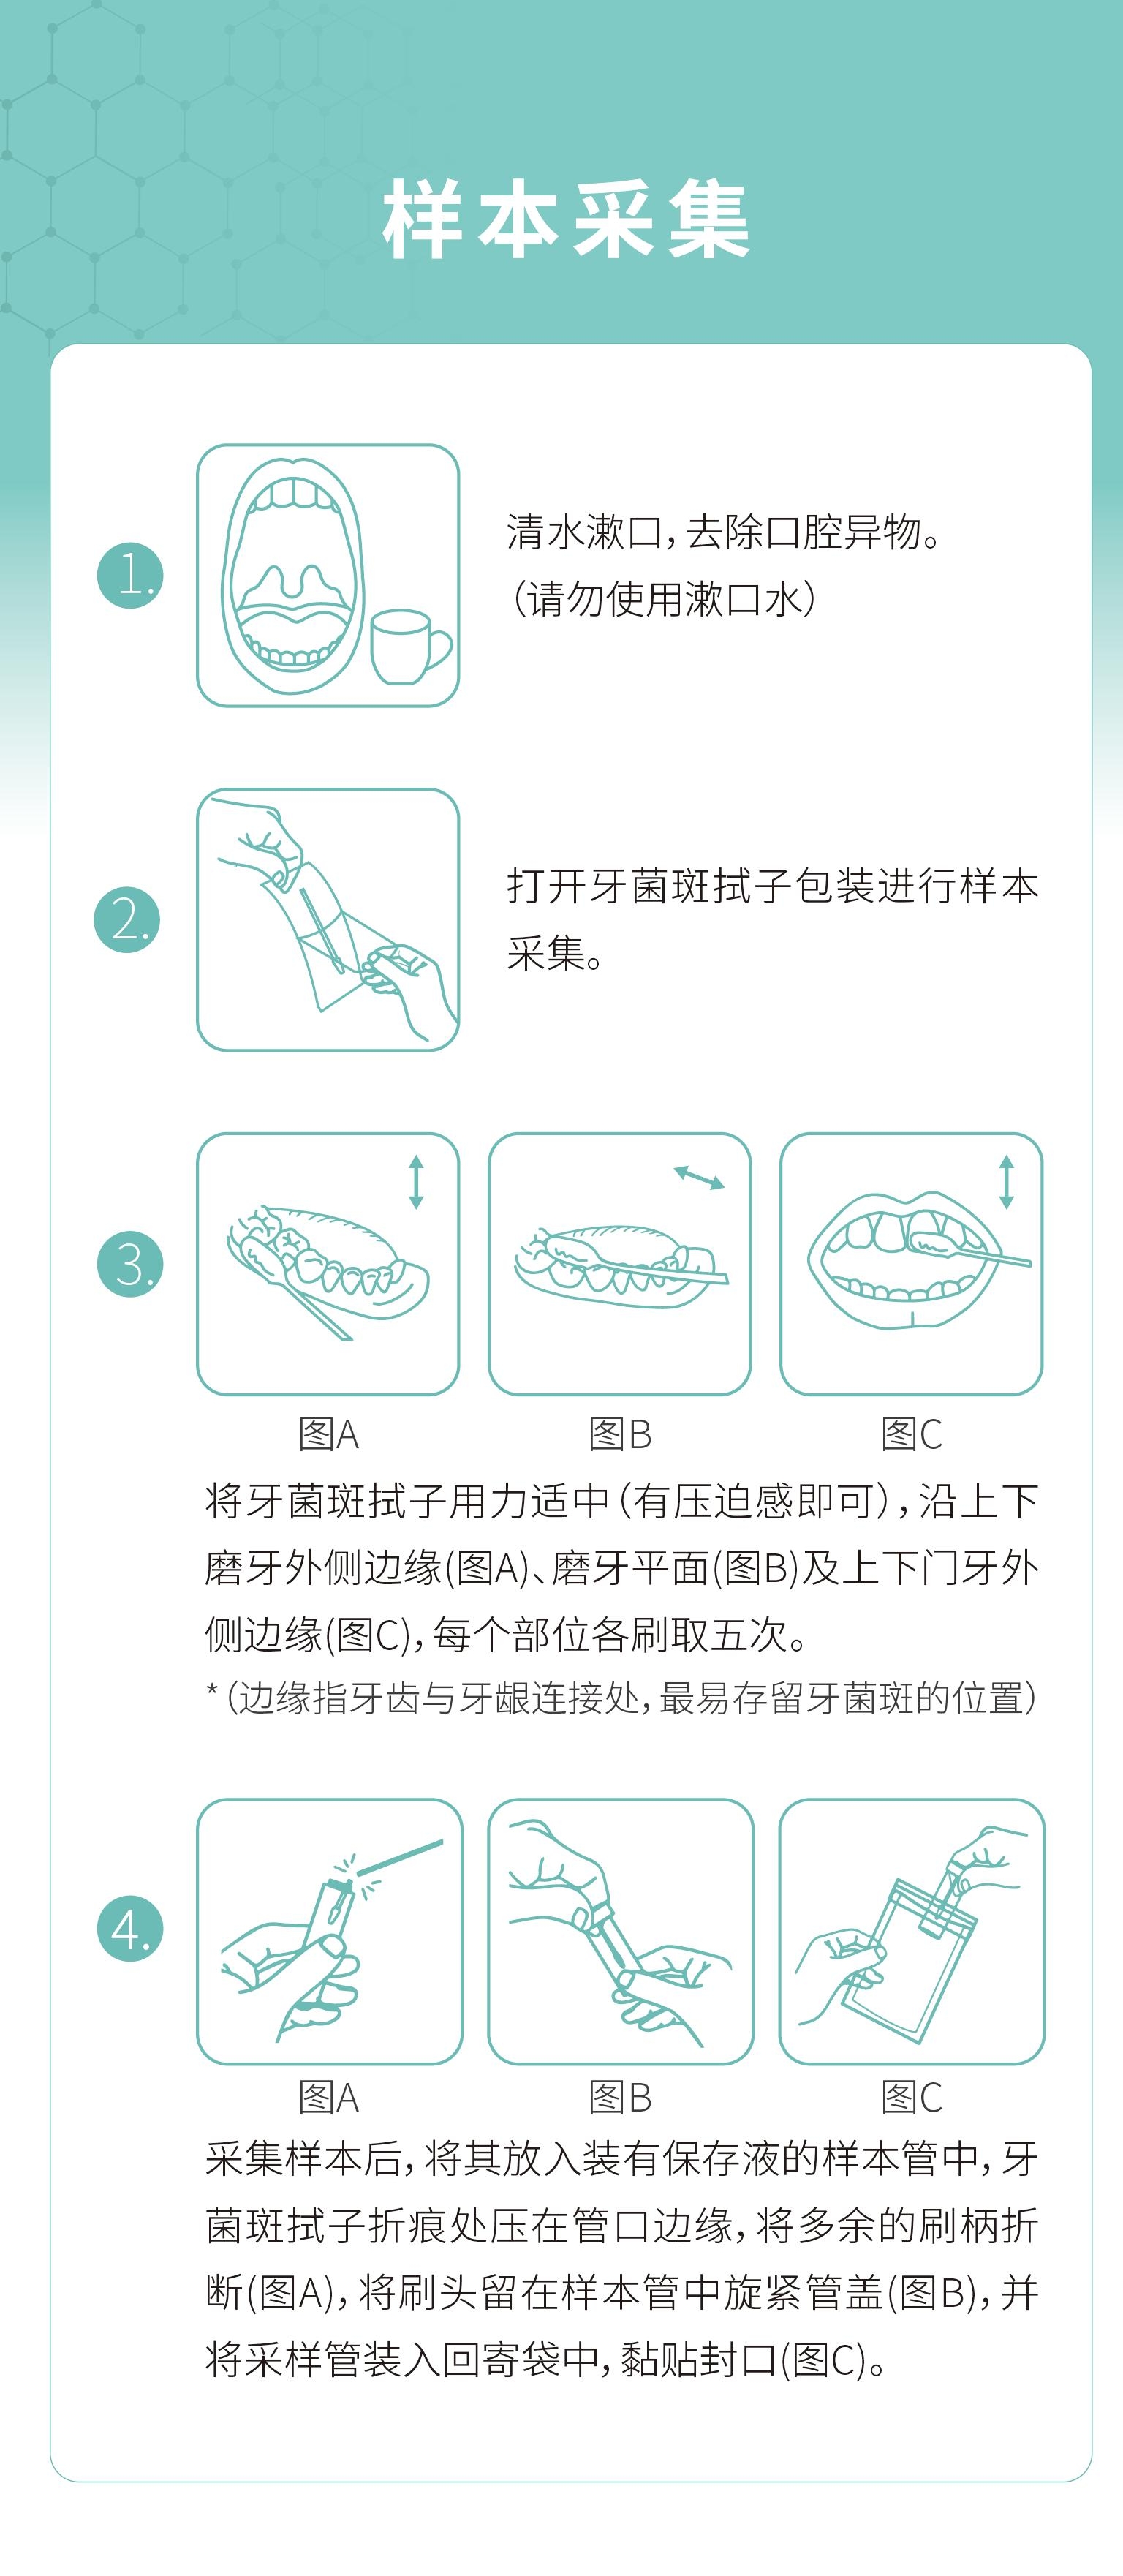 样本采集
1.
清水漱口，去除口腔异物。
（请勿使用漱口水）
2.
打开牙菌斑拭子包装进行样本
采集。
3.
图A
图B
图C
将牙菌斑拭子用力适中（有压迫感即可），沿上下
磨牙外侧边缘(图A)、磨牙平面(图B)及上下门牙外
侧边缘(图C)，每个部位各刷取五次。
*（边缘指牙齿与牙龈连接处，最易存留牙菌斑的位置）
4.
图A
图B
图C
采集样本后，将其放入装有保存液的样本管中，牙
菌斑拭子折痕处压在管口边缘，将多余的刷柄折
断(图A)，将刷头留在样本管中旋紧管盖(图B)，并
将采样管装入回寄袋中，黏贴封口(图C)。